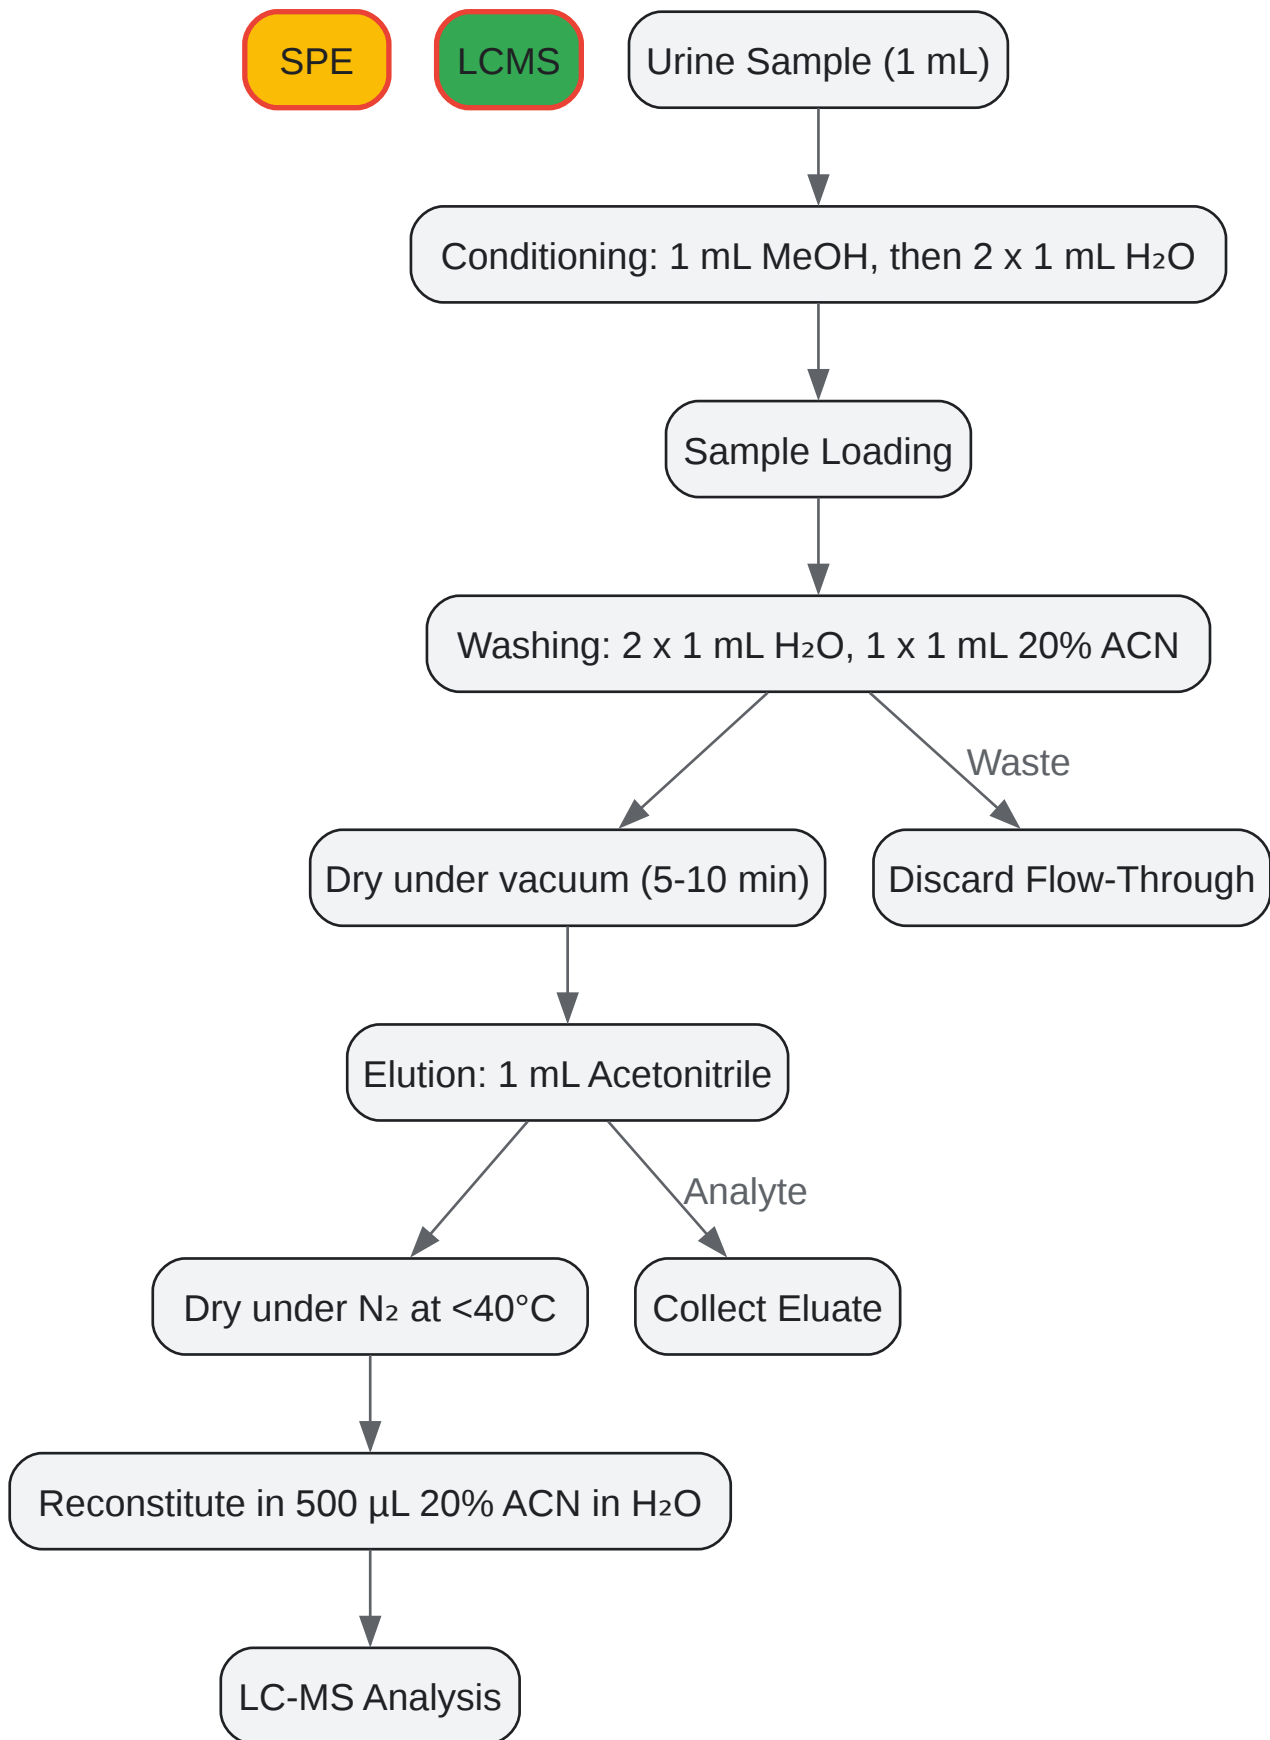 SPE
LCMS
Urine Sample (1 mL)
Conditioning: 1 mL MeOH, then 2 x 1 mL H₂O
Sample Loading
Washing: 2 x 1 mL H₂O, 1 x 1 mL 20% ACN
Waste
Dry under vacuum (5-10 min)
Discard Flow-Through
Elution: 1 mL Acetonitrile
Analyte
Dry under N₂ at <40°C
Collect Eluate
Reconstitute in 500 µL 20% ACN in H₂O
LC-MS Analysis